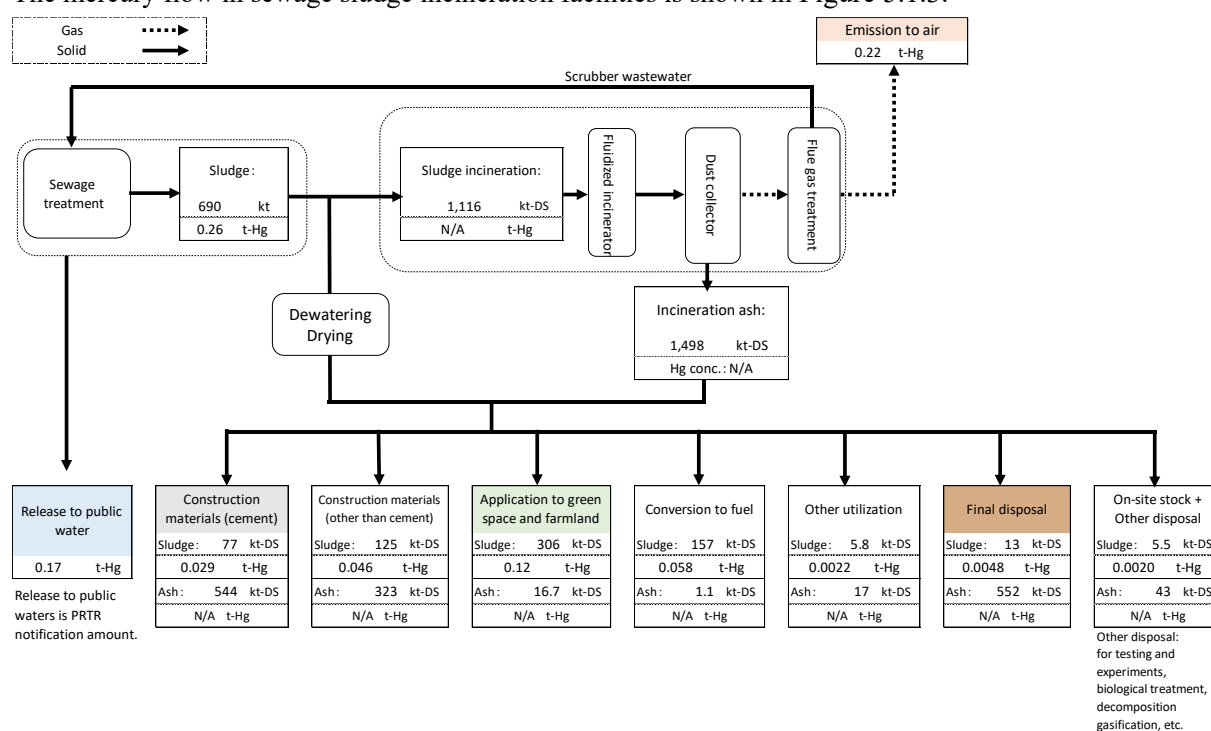 The mercury flow in sewage sludge incineration facilities is shown in Figure 3.1.3.
Gas
Solid
Emission to air
0.22 t-Hg
Scrubber wastewater
Sewage
treatment
Sludge:
690 kt
0.26 t-Hg
Sludge incineration:
1,116 kt-DS
N/A t-Hg
Fluidized incinerator
Dust collector
Flue gas treatment
Dewatering
Drying
Incineration ash:
1,498 kt-DS
Hg conc.: N/A
Release to public
water
0.17 t-Hg
Release to public
waters is PRTR
notification amount.
Construction
materials (cement)
Sludge: 77 kt-DS
0.029 t-Hg
Ash: 544 kt-DS
N/A t-Hg
Construction materials
(other than cement)
Sludge: 125 kt-DS
0.046 t-Hg
Ash: 323 kt-DS
N/A t-Hg
Application to green
space and farmland
Sludge: 306 kt-DS
0.12 t-Hg
Ash: 16.7 kt-DS
N/A t-Hg
Conversion to fuel
Sludge: 157 kt-DS
0.058 t-Hg
Ash: 1.1 kt-DS
N/A t-Hg
Other utilization
Sludge: 5.8 kt-DS
0.0022 t-Hg
Ash: 17 kt-DS
N/A t-Hg
Final disposal
Sludge: 13 kt-DS
0.0048 t-Hg
Ash: 552 kt-DS
N/A t-Hg
On-site stock +
Other disposal
Sludge: 5.5 kt-DS
0.0020 t-Hg
Ash: 43 kt-DS
N/A t-Hg
Other disposal:
for testing and
experiments,
biological treatment,
decomposition
gasification, etc.